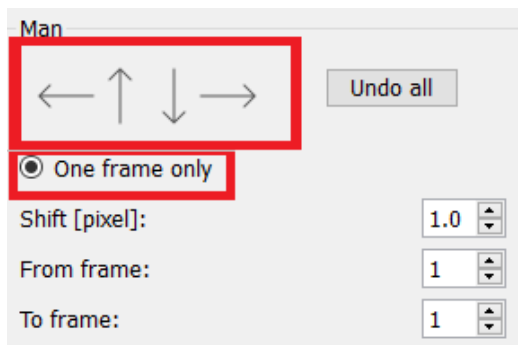 Man
Undo all
One frame only
Shift [pixel]: 1.0
From frame: 1
To frame: 1